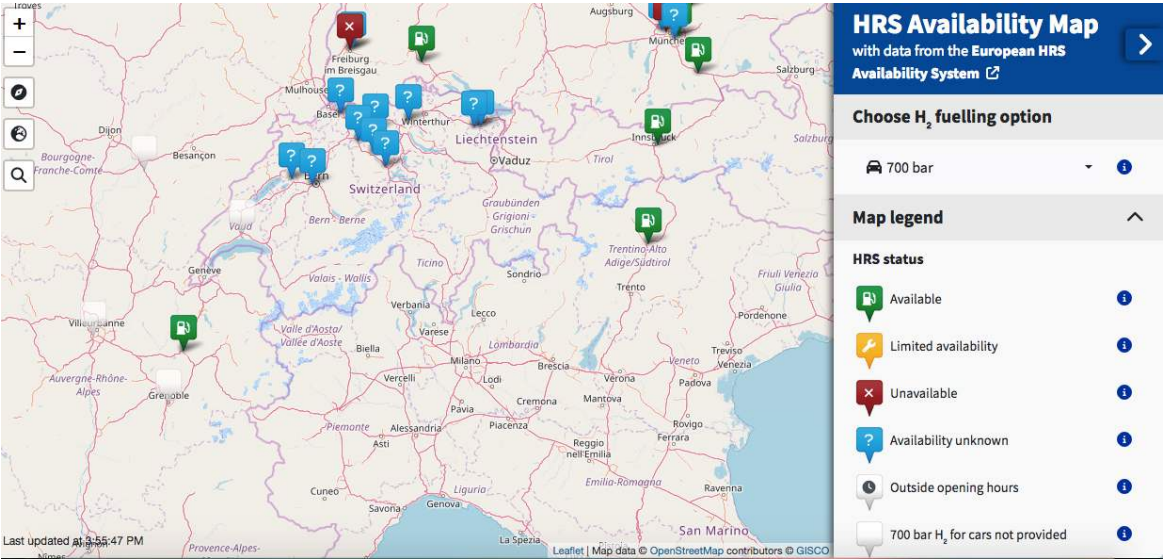 Troyes
Augsburg
München
Freiburg
im Breisgau
Salzburg
Mulhouse
Basel
Winterthur
Innsbruck
Salzburg
Liechtenstein
Dijon
Bourgogne-
Franche-Comté
Besançon
Vaduz
Tirol
Bern
Switzerland
Vaud
Bern - Berne
Graubünden
Grigioni -
Grischun
Trentino-Alto
Adige/Südtirol
Genève
Valais - Wallis
Ticino
Sondrio
Trento
Friuli Venezia
Giulia
Verbania
Lecco
Pordenone
Villeurbanne
Valle d'Aosta/
Vallée d'Aoste
Biella
Varese
Lombardia
Treviso
Milano
Brescia
Veneto
Venezia
Auvergne-Rhône-
Alpes
Grenoble
Vercelli
Lodi
Verona
Padova
Pavia
Cremona
Mantova
Piemonte
Alessandria
Piacenza
Rovigo
Asti
Reggio
nell'Emilia
Ferrara
Cuneo
Liguria
Emilia-Romagna
Ravenna
Savona
Genova
La Spezia
San Marino
Provence-Alpes-
Avignon
Nîmes
Last updated at 3:55:47 PM
Leaflet | Map data © OpenStreetMap contributors © GISCO
+
−
HRS Availability Map
with data from the European HRS
Availability System
Choose H₂ fuelling option
700 bar
Map legend
HRS status
Available
Limited availability
Unavailable
Availability unknown
Outside opening hours
700 bar H₂ for cars not provided